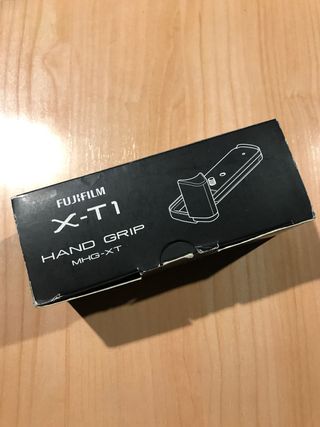 FUJIFILM
X-T1
HAND GRIP
MHG-XT